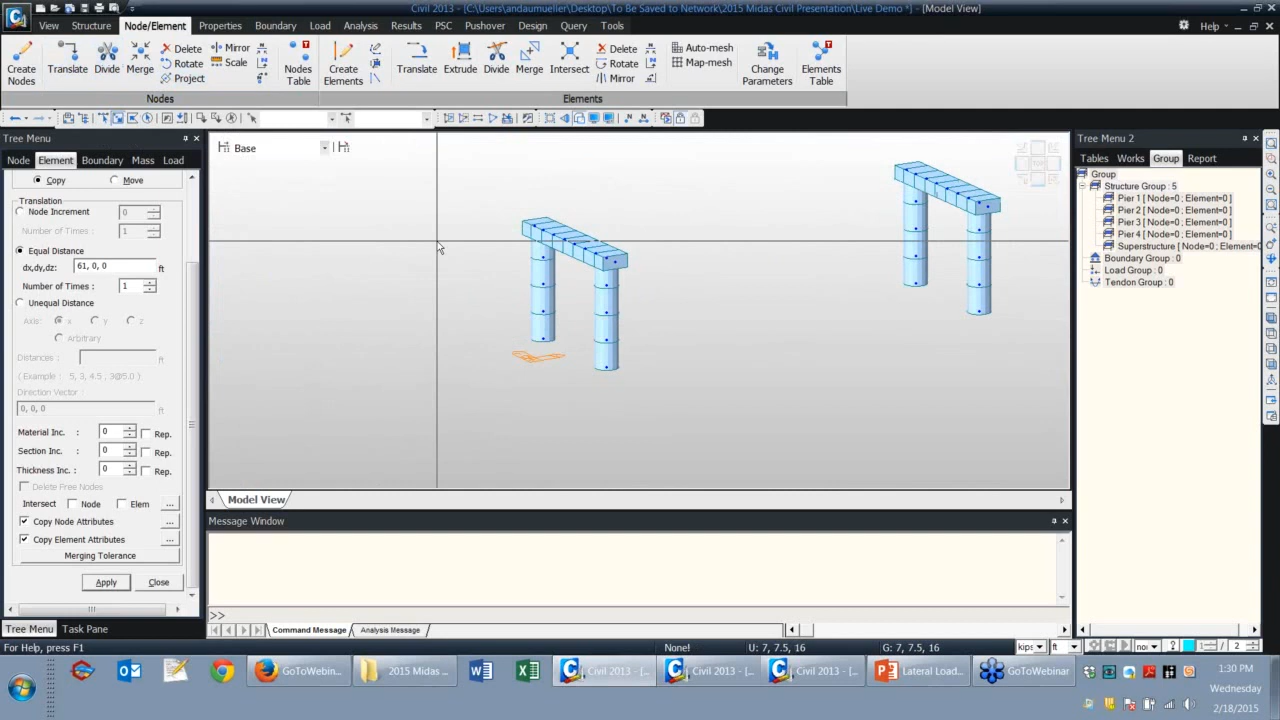 Civil 2013 - [C:\Users\andaumueller\Desktop\To Be Saved to Network\2015 Midas Civil Presentation\Live Demo *] - [Model View]
View Structure Node/Element Properties Boundary Load Analysis Results PSC Pushover Design Query Tools Help
Create Nodes
Translate
Divide
Merge
Delete
Rotate
Project
Mirror
Scale
Nodes Table
Create Elements
Translate
Extrude
Divide
Merge
Intersect
Delete
Rotate
Mirror
Auto-mesh
Map-mesh
Change Parameters
Elements Table
Nodes
Elements
Tree Menu
Node Element Boundary Mass Load
Copy Move
Translation
Node Increment 0
Number of Times : 1
Equal Distance
dx,dy,dz: 61, 0, 0 ft
Number of Times : 1
Unequal Distance
Axis: x y z
Arbitrary
Distances : ft
( Example : 5, 3, 4.5 , 3@5.0 )
Direction Vector :
0, 0, 0 ft
Material Inc. : 0 Rep.
Section Inc. : 0 Rep.
Thickness Inc. : 0 Rep.
Delete Free Nodes
Intersect Node Elem ...
Copy Node Attributes ...
Copy Element Attributes ...
Merging Tolerance
Apply Close
Tree Menu Task Pane
Base
TOP
Model View
Message Window
>>
Command Message Analysis Message
Tree Menu 2
Tables Works Group Report
Group
Structure Group : 5
Pier 1 [ Node=0 ; Element=0 ]
Pier 2 [ Node=0 ; Element=0 ]
Pier 3 [ Node=0 ; Element=0 ]
Pier 4 [ Node=0 ; Element=0 ]
Superstructure [ Node=0 ; Element=0
Boundary Group : 0
Load Group : 0
Tendon Group : 0
For Help, press F1
None! U: 7, 7.5, 16 G: 7, 7.5, 16 kips ft no 1 / 2
GoToWebin...
2015 Midas ...
Civil 2013 - [...
Civil 2013 - [...
Civil 2013 - [...
Lateral Load...
GoToWebinar
1:30 PM
Wednesday
2/18/2015